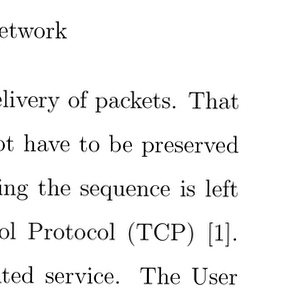 etwork
elivery of packets. That
ot have to be preserved
ing the sequence is left
ol Protocol (TCP) [1].
ated service. The User